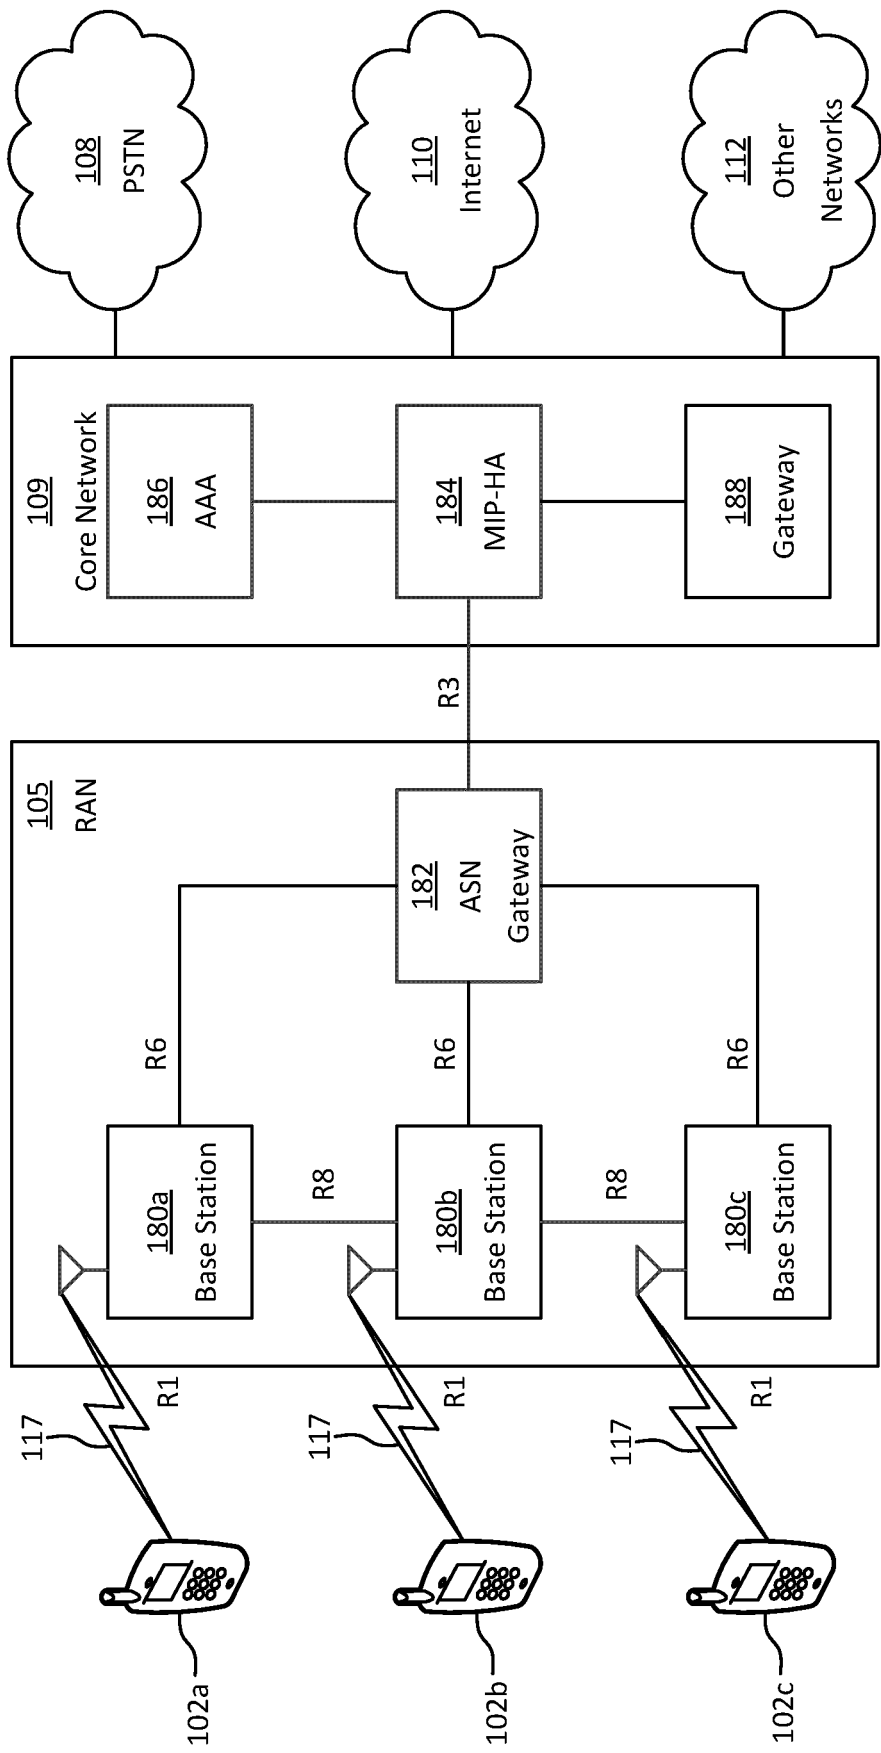 102a
117
R1
180a
Base Station
R6
R8
102b
117
R1
180b
Base Station
R6
R8
102c
117
R1
180c
Base Station
R6
105
RAN
182
ASN
Gateway
R3
109
Core Network
186
AAA
184
MIP-HA
188
Gateway
108
PSTN
110
Internet
112
Other
Networks